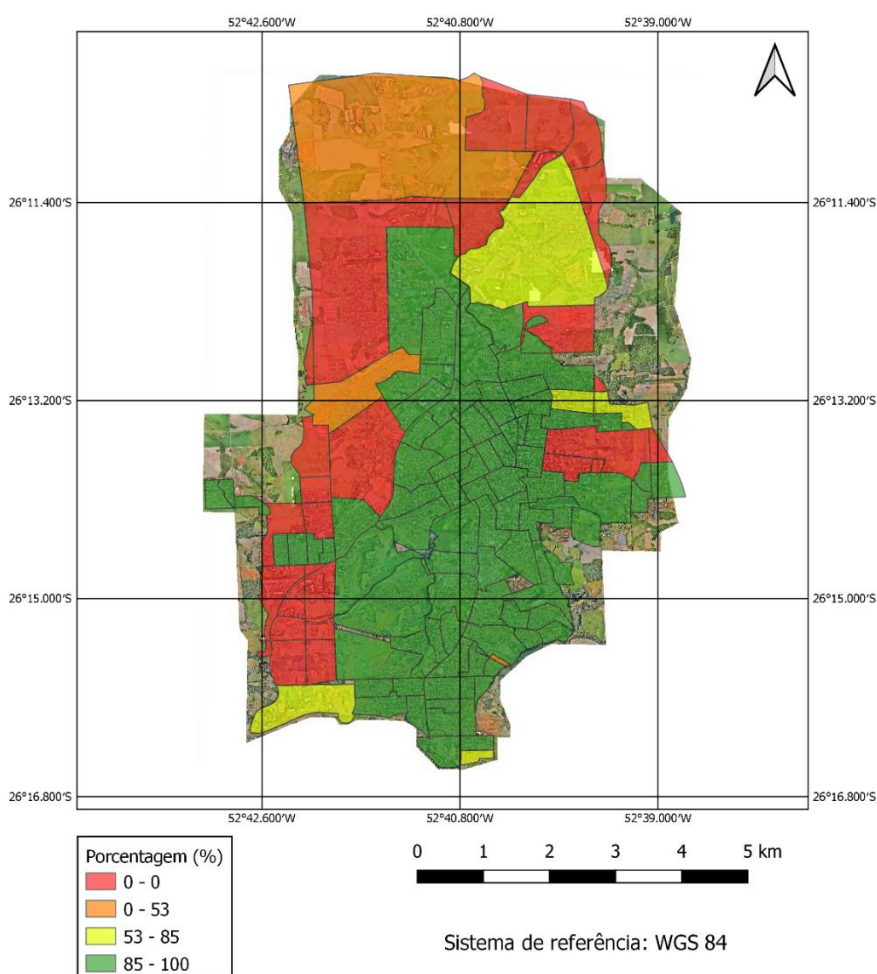 52°42.600′W 52°40.800′W 52°39.000′W
26°11.400′S 26°11.400′S
26°13.200′S 26°13.200′S
26°15.000′S 26°15.000′S
26°16.800′S 26°16.800′S
52°42.600′W 52°40.800′W 52°39.000′W
Porcentagem (%)
0 - 0
0 - 53
53 - 85
85 - 100
0 1 2 3 4 5 km
Sistema de referência: WGS 84